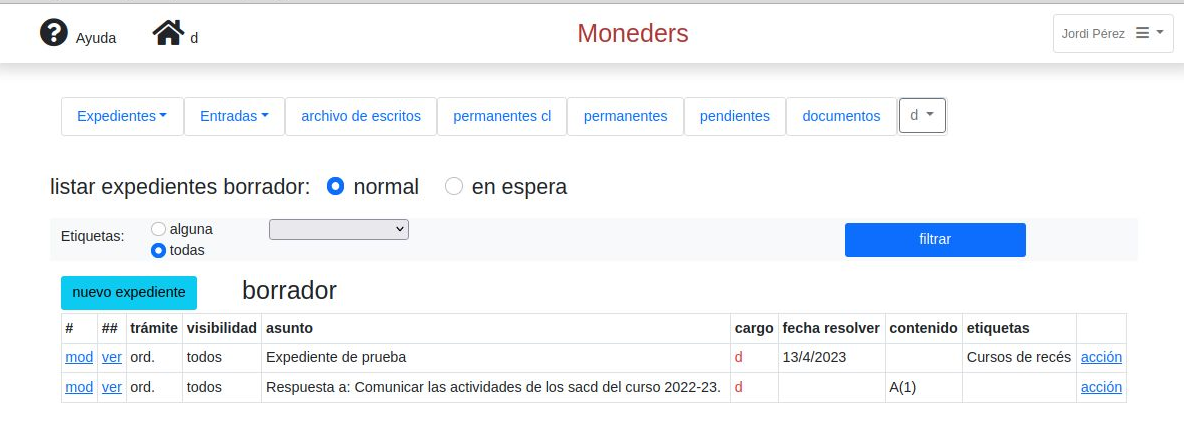 Ayuda d Moneders Jordi Pérez
Expedientes Entradas archivo de escritos permanentes cl permanentes pendientes documentos d
listar expedientes borrador: normal en espera
Etiquetas: alguna filtrar
todas
nuevo expediente borrador
# ## trámite visibilidad asunto cargo fecha resolver contenido etiquetas
mod ver ord. todos Expediente de prueba d 13/4/2023 Cursos de recés acción
mod ver ord. todos Respuesta a: Comunicar las actividades de los sacd del curso 2022-23. d A(1) acción